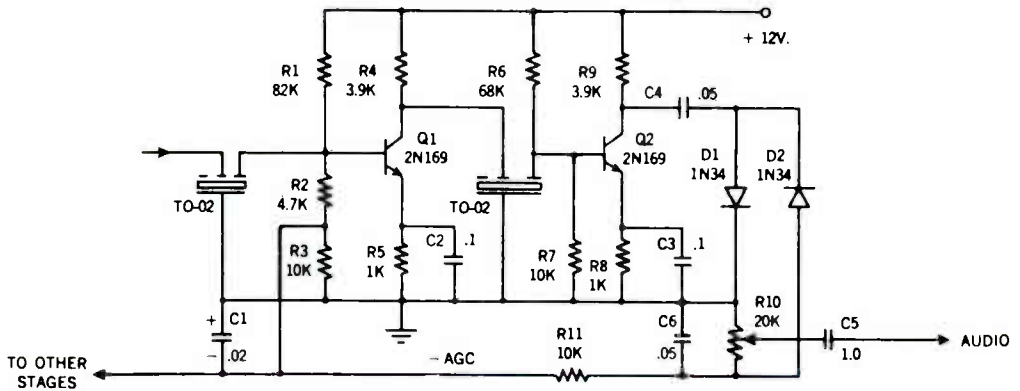 + 12V.
R1
82K
R4
3.9K
R6
68K
R9
3.9K
C4
.05
Q1
2N169
Q2
2N169
D1
1N34
D2
1N34
R2
4.7K
TO-02
TO-02
R3
10K
R5
1K
C2
.1
R7
10K
R8
1K
C3
.1
R10
20K
+
C1
-
.02
C6
.05
C5
1.0
AUDIO
R11
10K
- AGC
TO OTHER
STAGES